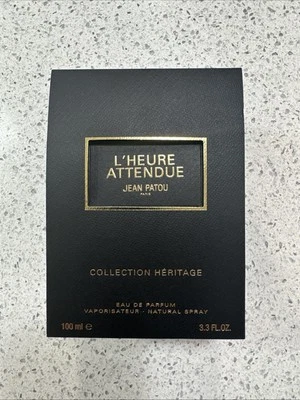 L'HEURE
ATTENDUE
JEAN PATOU
PARIS
COLLECTION HÉRITAGE
EAU DE PARFUM
VAPORISATEUR · NATURAL SPRAY
100 ml ℮ 3.3 FL.OZ.